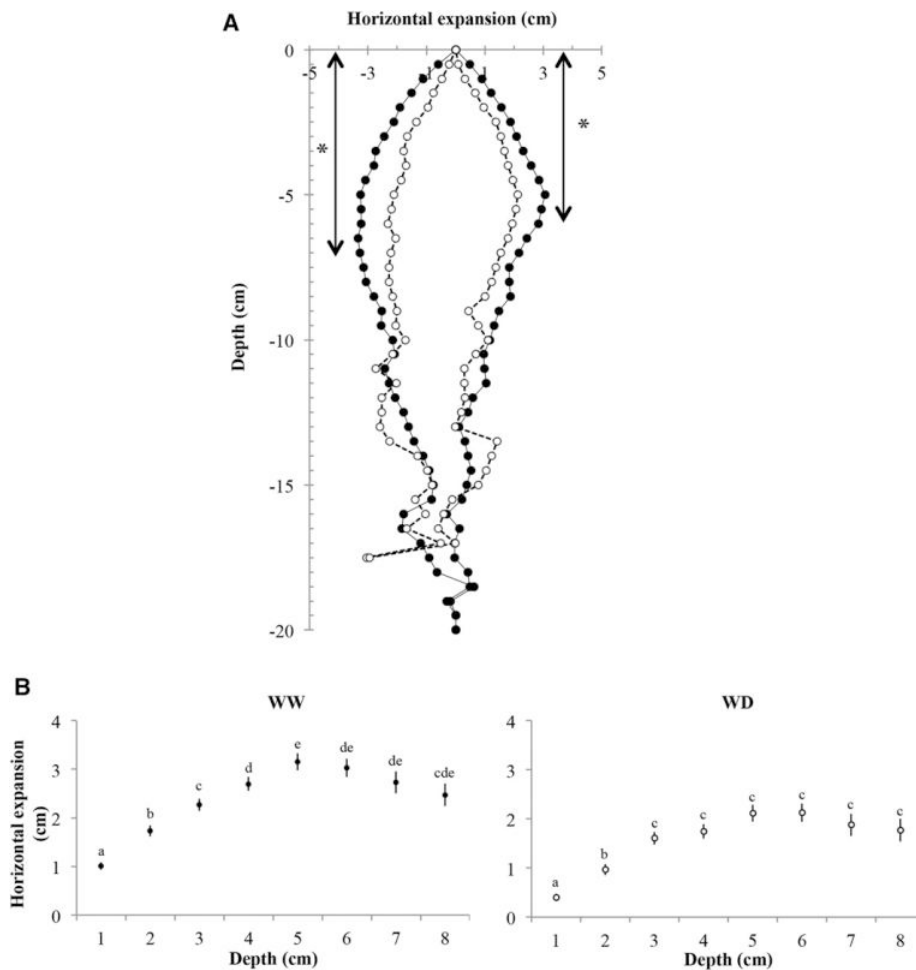 A
Horizontal expansion (cm)
0
-5 -3 -1 1 3 5
* *
-5
Depth (cm)
-10
-15
-20
B
WW WD
Horizontal expansion
(cm)
4
3
2
1
0
a b c d e de de cde
1 2 3 4 5 6 7 8
Depth (cm)
4
3
2
1
0
a b c c c c c c
1 2 3 4 5 6 7 8
Depth (cm)